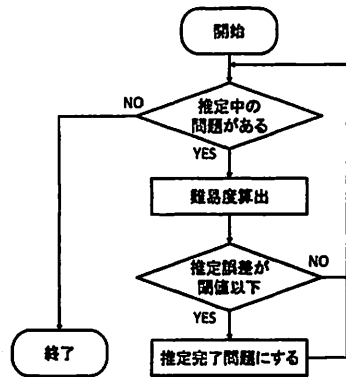 開始
NO
推定中の
問題がある
YES
難易度算出
推定誤差が
閾値以下
NO
YES
終了
推定完了問題にする